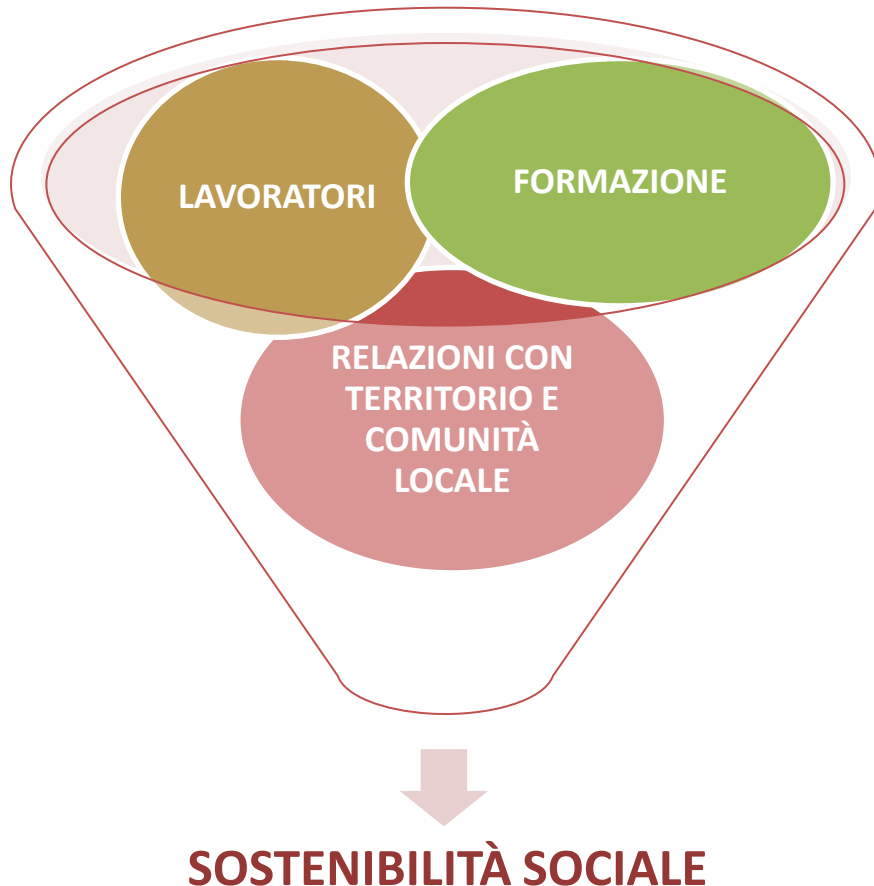 LAVORATORI
FORMAZIONE
RELAZIONI CON
TERRITORIO E
COMUNITÀ
LOCALE
SOSTENIBILITÀ SOCIALE